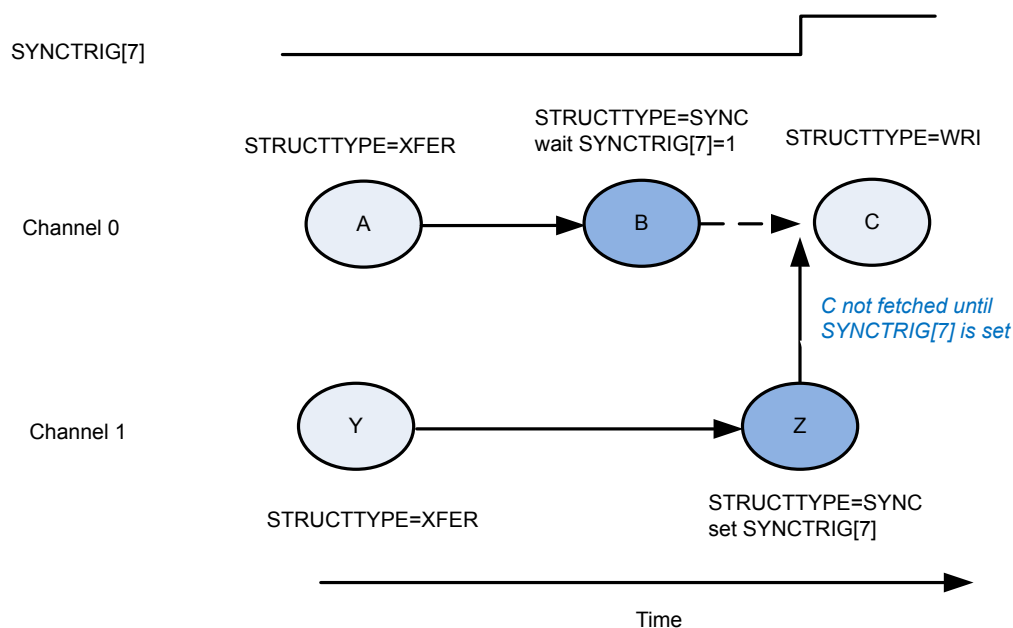 SYNCTRIG[7]
STRUCTTYPE=XFER
STRUCTTYPE=SYNC
wait SYNCTRIG[7]=1
STRUCTTYPE=WRI
Channel 0
A
B
C
C not fetched until
SYNCTRIG[7] is set
Channel 1
Y
Z
STRUCTTYPE=XFER
STRUCTTYPE=SYNC
set SYNCTRIG[7]
Time